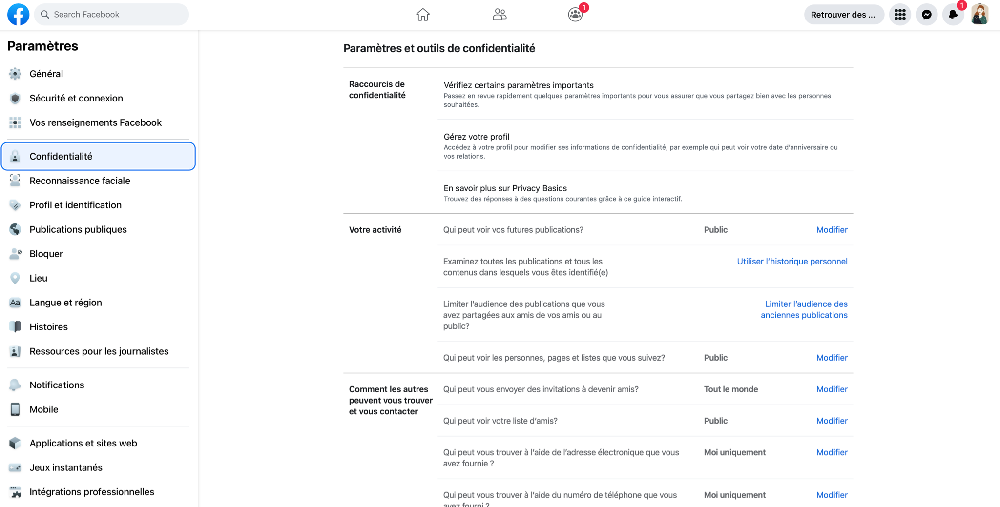 Search Facebook
1
Retrouver des ...
1
Paramètres
Général
Sécurité et connexion
Vos renseignements Facebook
Confidentialité
Reconnaissance faciale
Profil et identification
Publications publiques
Bloquer
Lieu
Aa
Langue et région
Histoires
Ressources pour les journalistes
Notifications
Mobile
Applications et sites web
Jeux instantanés
Intégrations professionnelles
Paramètres et outils de confidentialité
Raccourcis de
confidentialité
Vérifiez certains paramètres importants
Passez en revue rapidement quelques paramètres importants pour vous assurer que vous partagez bien avec les personnes
souhaitées.
Gérez votre profil
Accédez à votre profil pour modifier ses informations de confidentialité, par exemple qui peut voir votre date d’anniversaire ou
vos relations.
En savoir plus sur Privacy Basics
Trouvez des réponses à des questions courantes grâce à ce guide interactif.
Votre activité
Qui peut voir vos futures publications?
Public
Modifier
Examinez toutes les publications et tous les
contenus dans lesquels vous êtes identifié(e)
Utiliser l’historique personnel
Limiter l’audience des publications que vous
avez partagées aux amis de vos amis ou au
public?
Limiter l’audience des
anciennes publications
Qui peut voir les personnes, pages et listes que vous suivez?
Public
Modifier
Comment les autres
peuvent vous trouver
et vous contacter
Qui peut vous envoyer des invitations à devenir amis?
Tout le monde
Modifier
Qui peut voir votre liste d’amis?
Public
Modifier
Qui peut vous trouver à l’aide de l’adresse électronique que vous
avez fournie ?
Moi uniquement
Modifier
Qui peut vous trouver à l’aide du numéro de téléphone que vous
avez fourni ?
Moi uniquement
Modifier